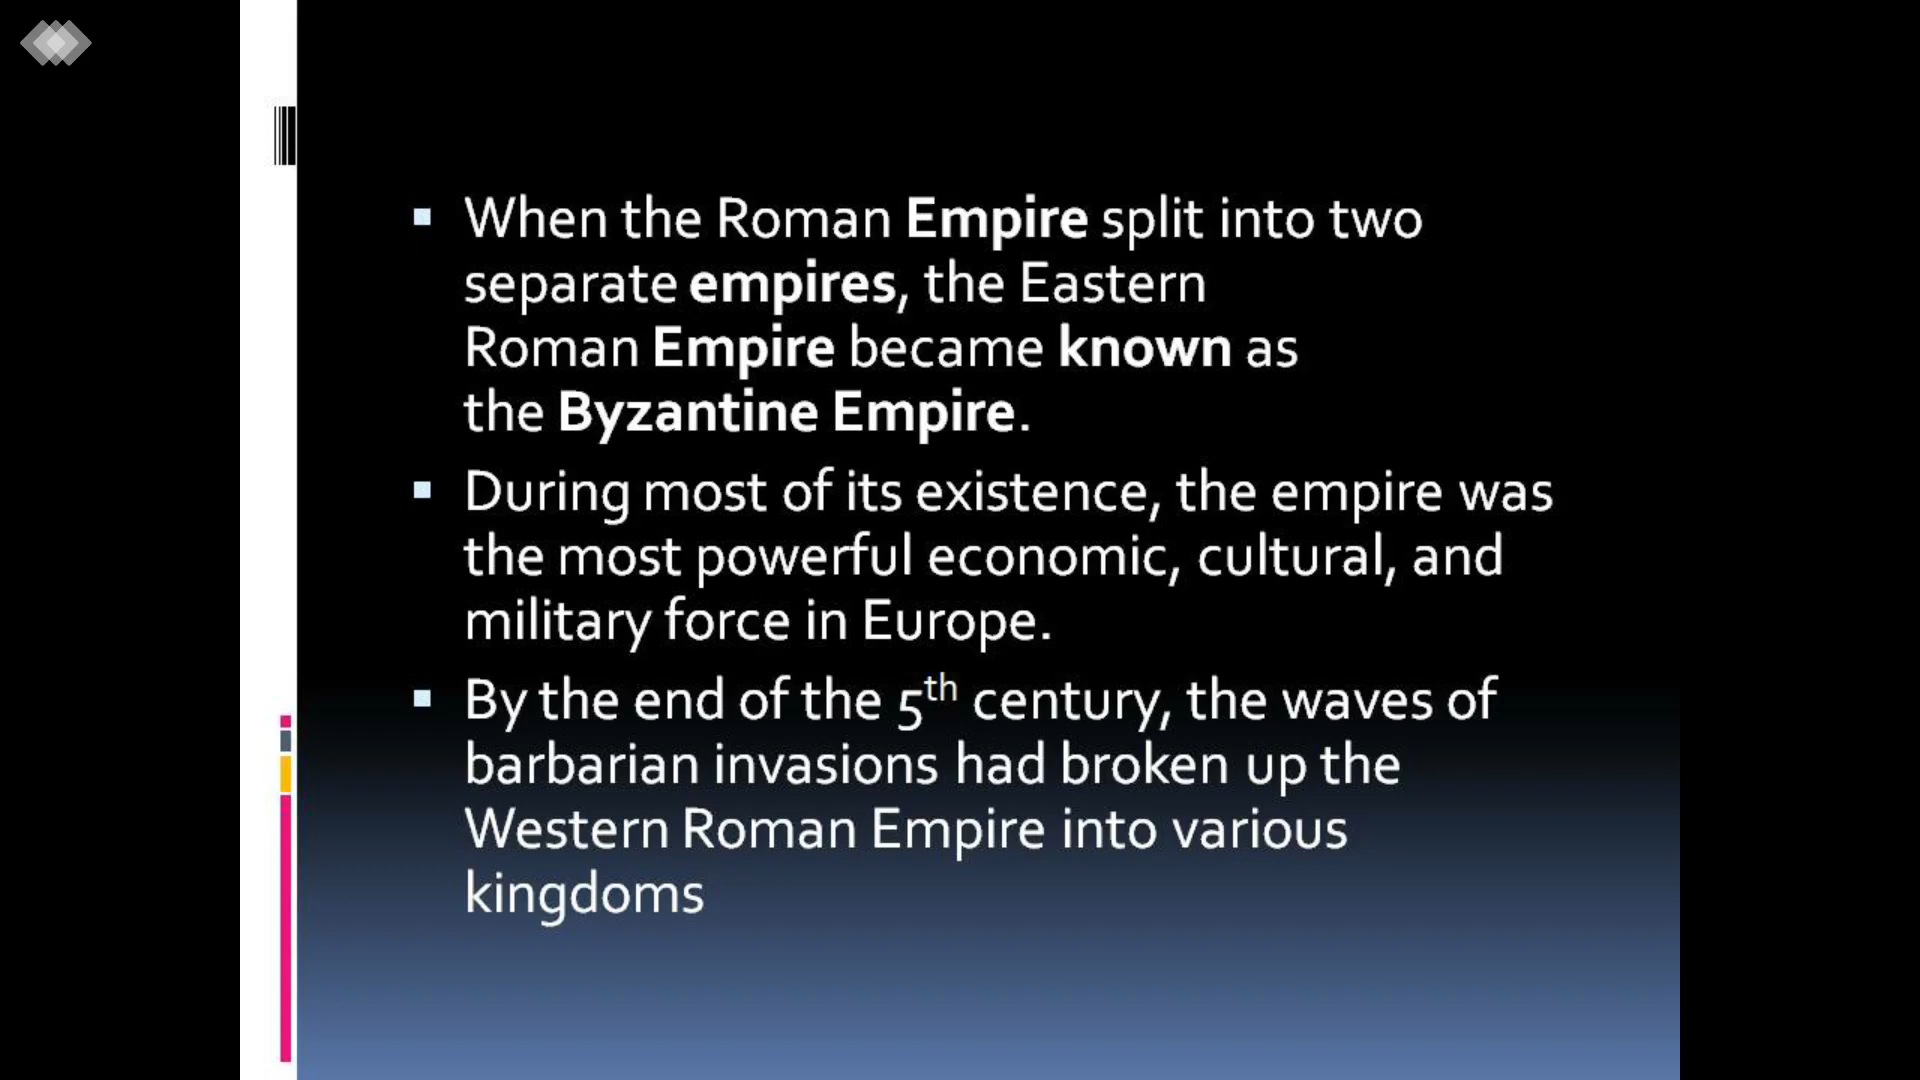 When the Roman Empire split into two
separate empires, the Eastern
Roman Empire became known as
the Byzantine Empire.
During most of its existence, the empire was
the most powerful economic, cultural, and
military force in Europe.
By the end of the 5th century, the waves of
barbarian invasions had broken up the
Western Roman Empire into various
kingdoms